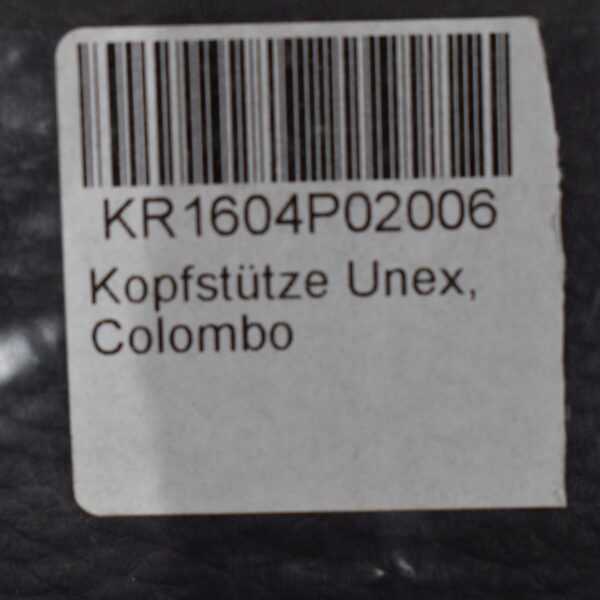 KR1604P02006
Kopfstütze Unex,
Colombo